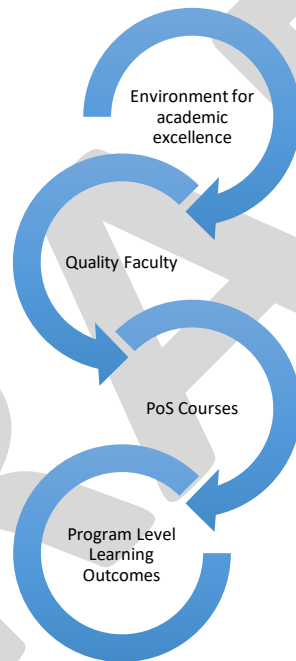 Environment for
academic
excellence
Quality Faculty
PoS Courses
Program Level
Learning
Outcomes